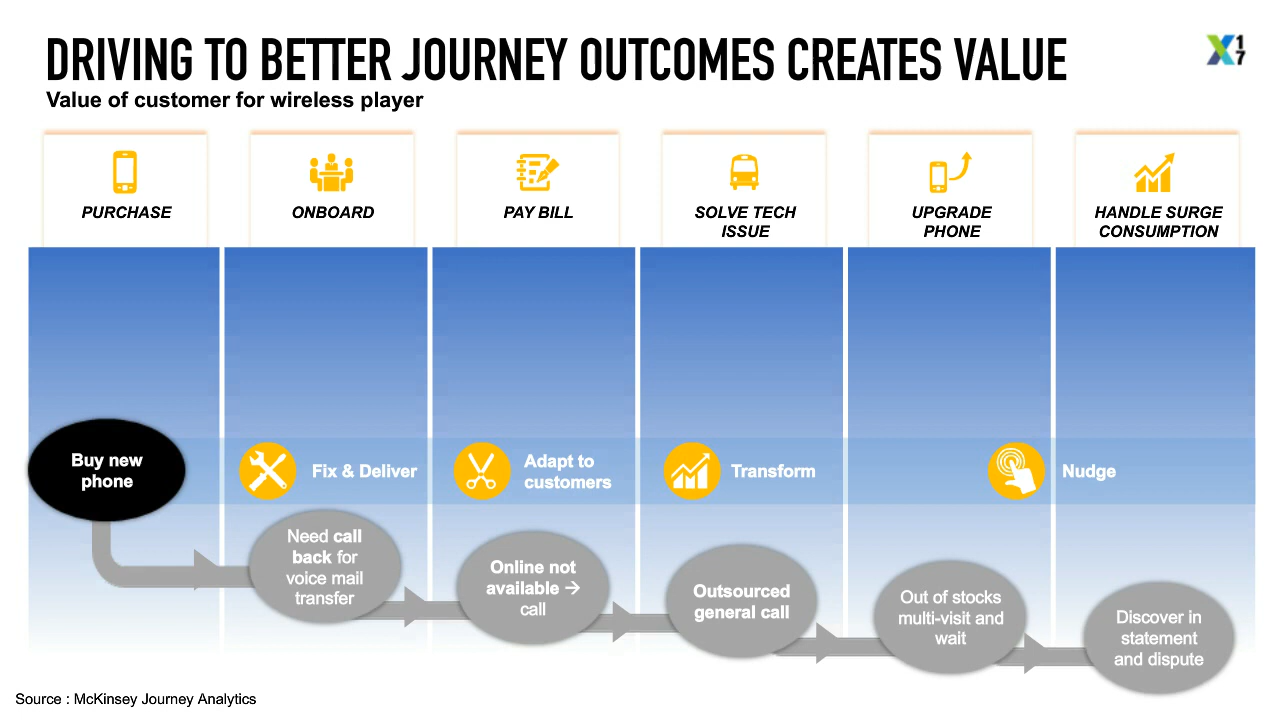 DRIVING TO BETTER JOURNEY OUTCOMES CREATES VALUE
Value of customer for wireless player
X 1
7
PURCHASE
ONBOARD
PAY BILL
SOLVE TECH
ISSUE
UPGRADE
PHONE
HANDLE SURGE
CONSUMPTION
Buy new
phone
Fix & Deliver
Adapt to
customers
Transform
Nudge
Need call
back for
voice mail
transfer
Online not
available →
call
Outsourced
general call
Out of stocks
multi-visit and
wait
Discover in
statement
and dispute
Source : McKinsey Journey Analytics